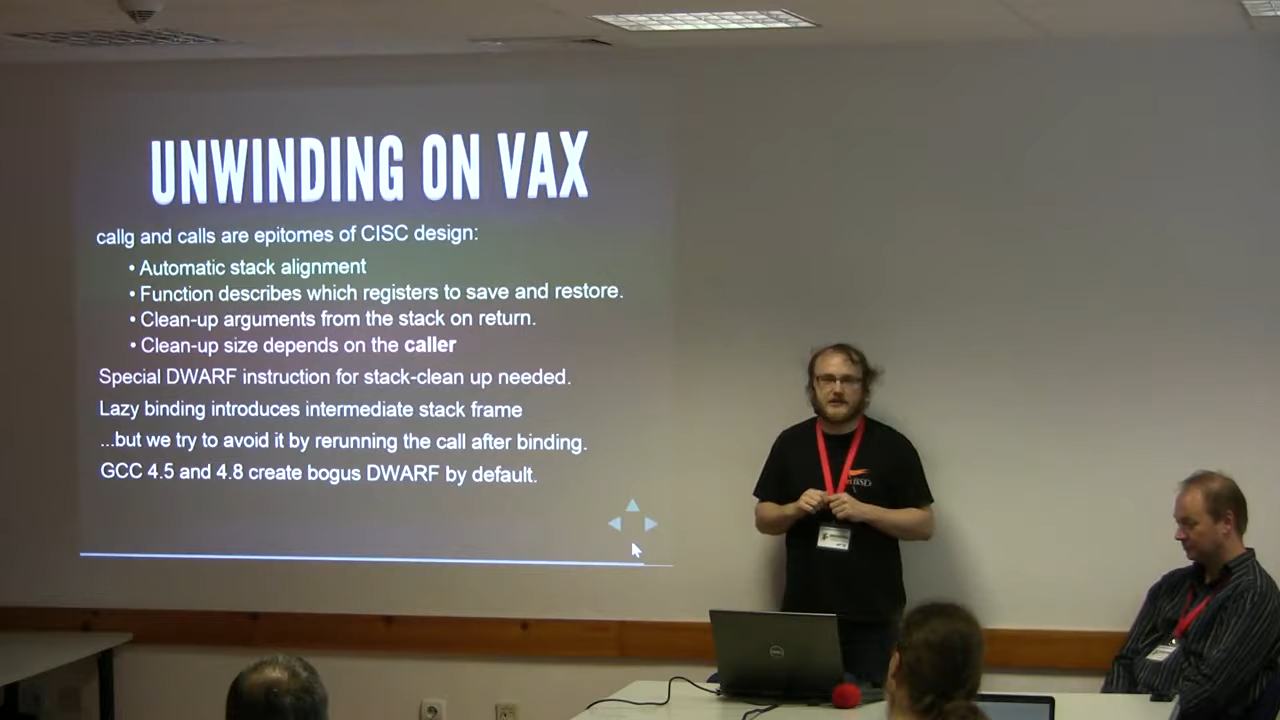 UNWINDING ON VAX
callg and calls are epitomes of CISC design:
• Automatic stack alignment
• Function describes which registers to save and restore.
• Clean-up arguments from the stack on return.
• Clean-up size depends on the caller
Special DWARF instruction for stack-clean up needed.
Lazy binding introduces intermediate stack frame
...but we try to avoid it by rerunning the call after binding.
GCC 4.5 and 4.8 create bogus DWARF by default.